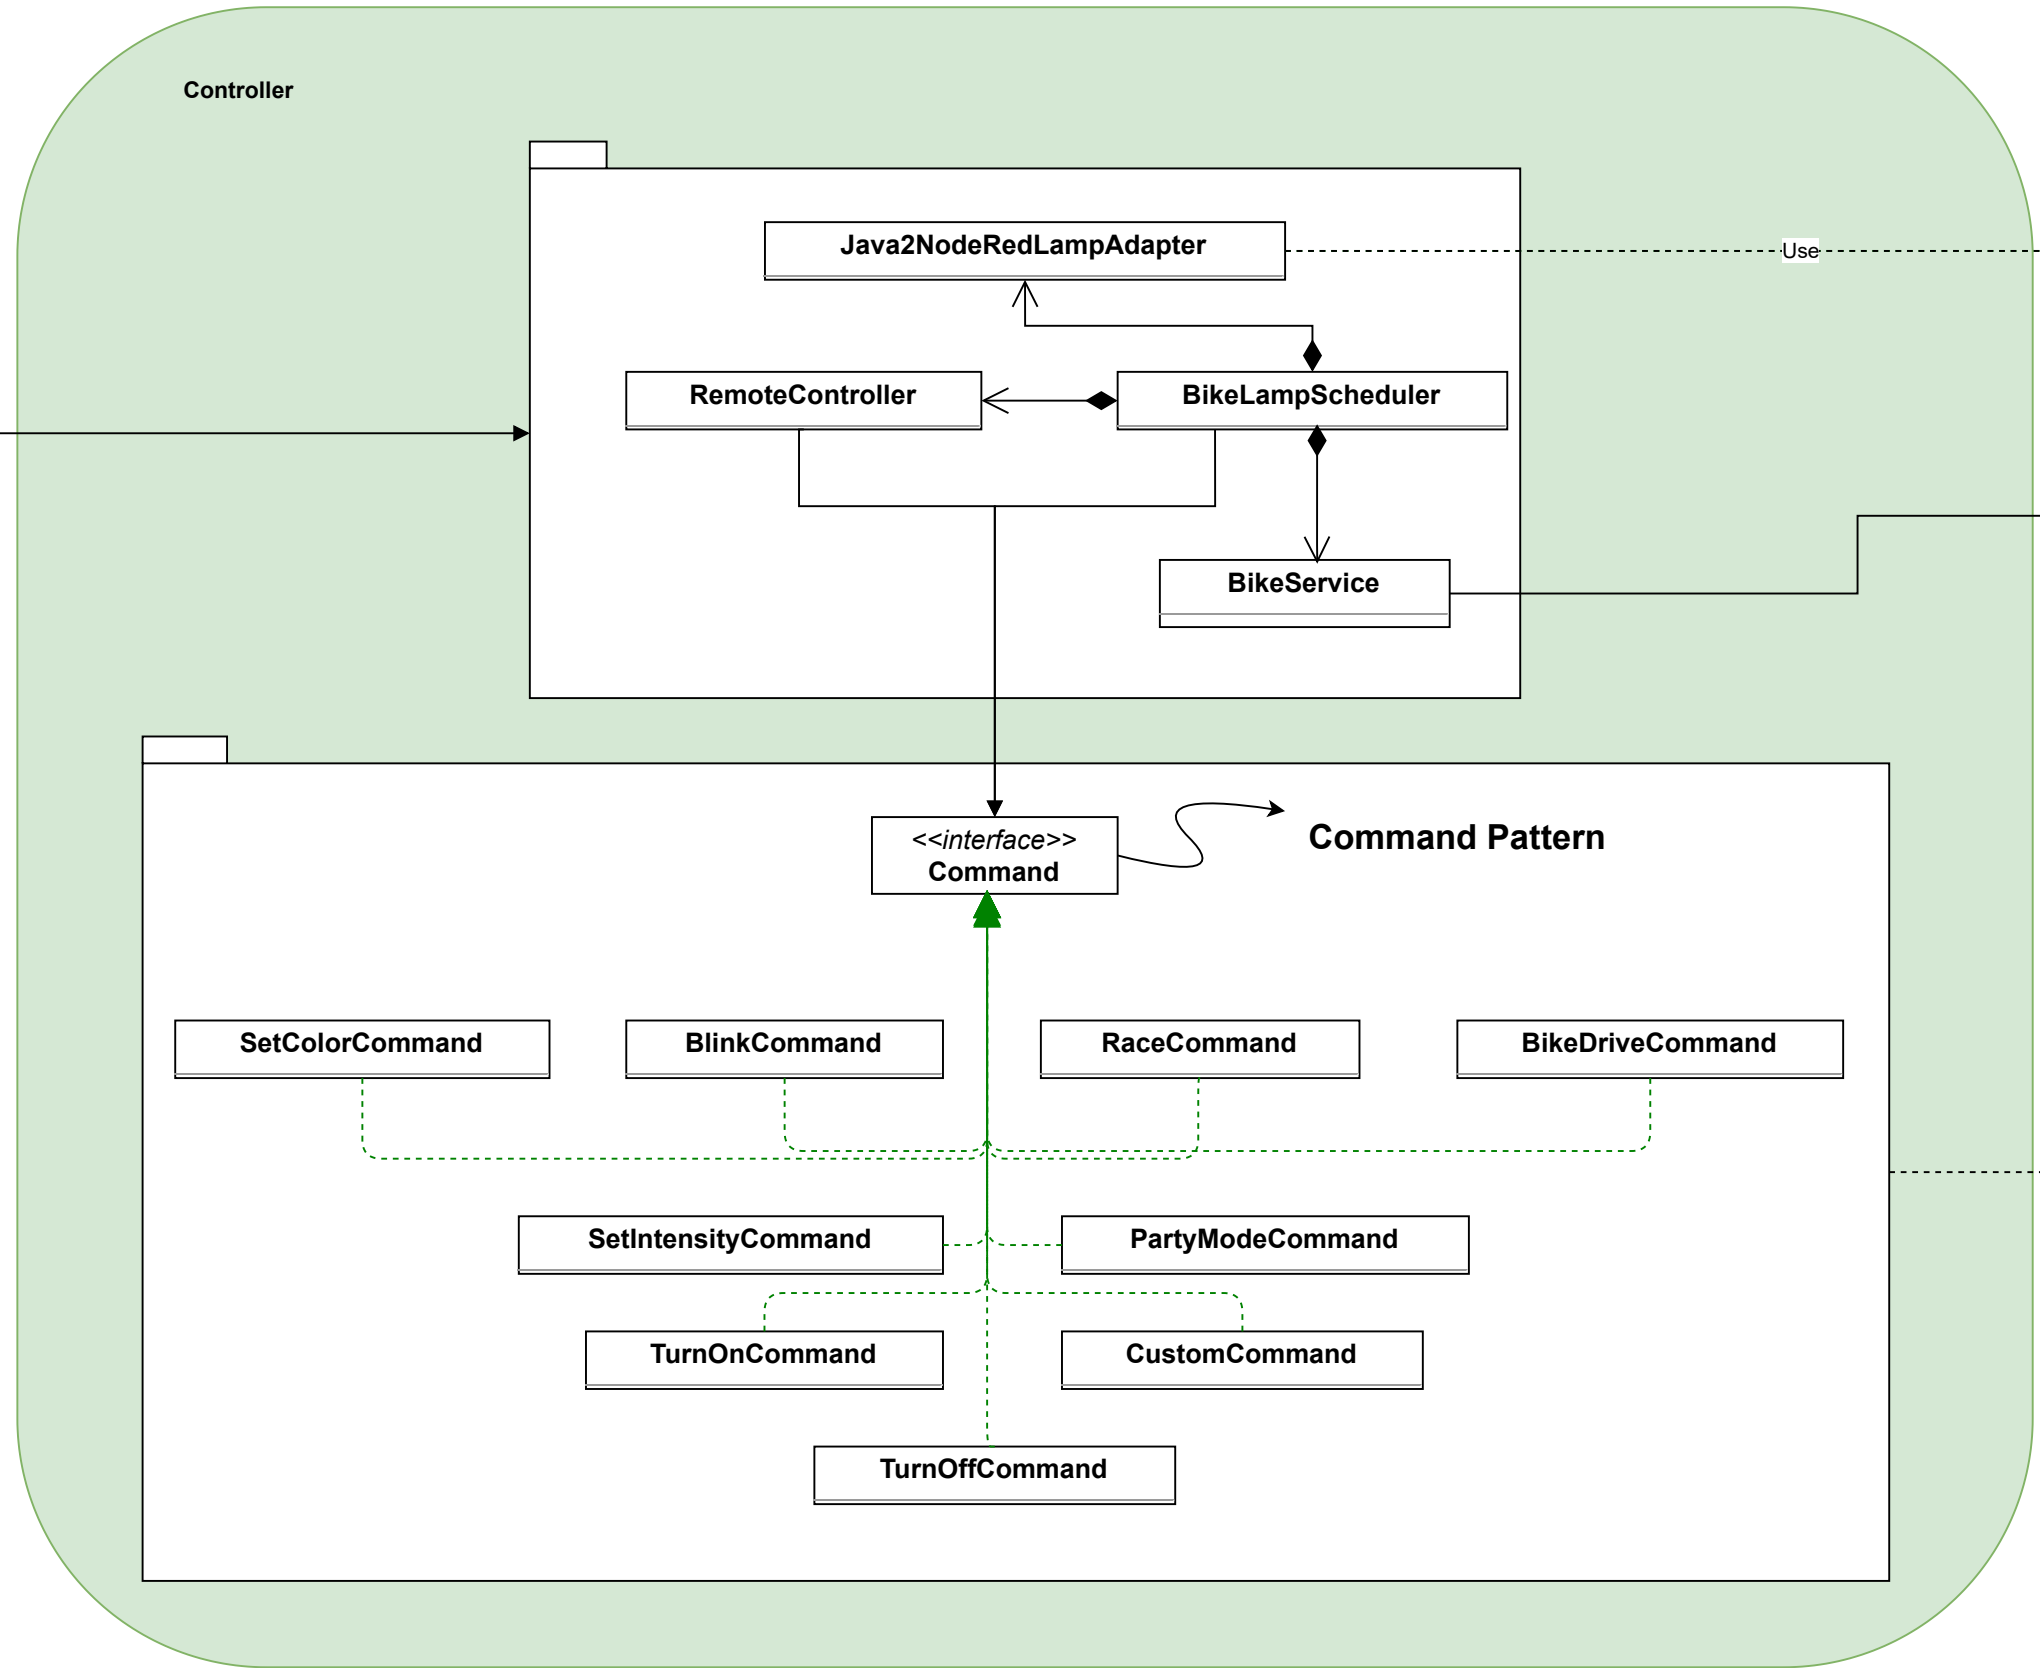 Controller
Java2NodeRedLampAdapter
Use
RemoteController
BikeLampScheduler
BikeService
<<interface>>
Command
Command Pattern
SetColorCommand
BlinkCommand
RaceCommand
BikeDriveCommand
SetIntensityCommand
PartyModeCommand
TurnOnCommand
CustomCommand
TurnOffCommand